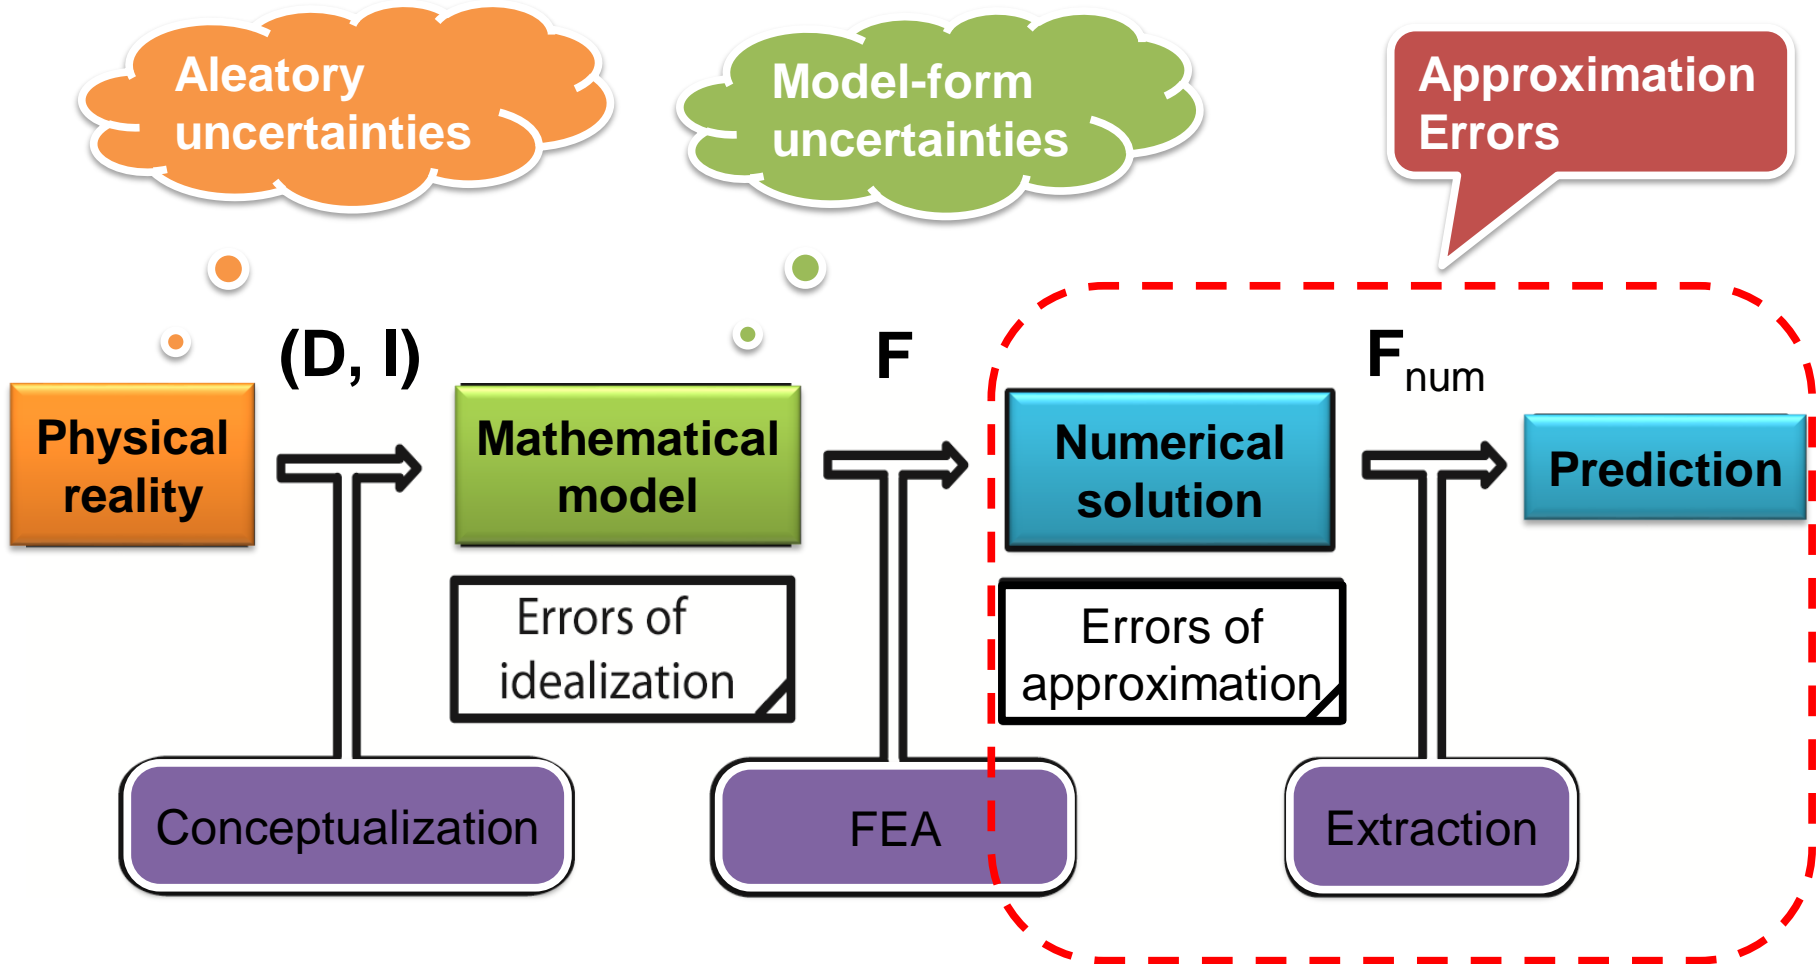 Aleatory
uncertainties
Model-form
uncertainties
Approximation
Errors
(D, I)
F
F_num
Physical
reality
Mathematical
model
Numerical
solution
Prediction
Errors of
idealization
Errors of
approximation
Conceptualization
FEA
Extraction